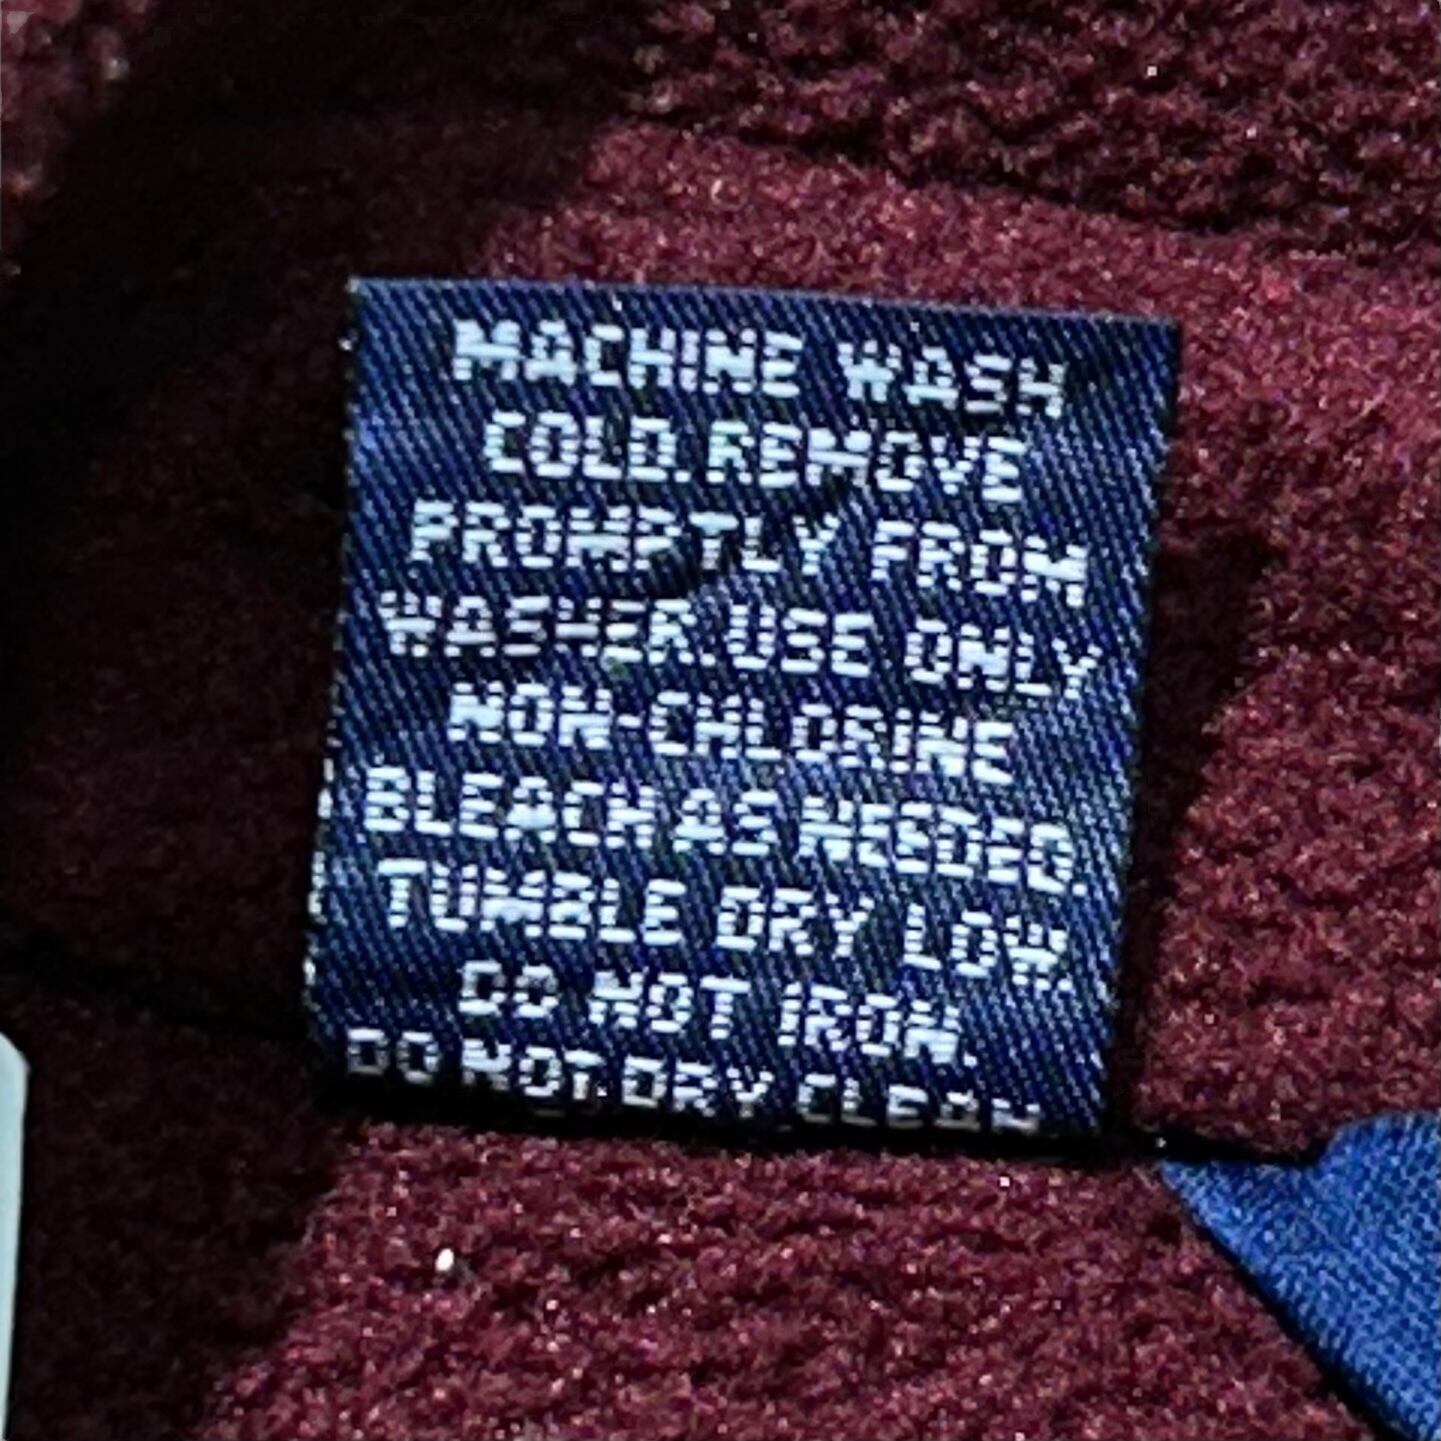 MACHINE WASH
COLD. REMOVE
PROMPTLY FROM
WASHER. USE ONLY
NON-CHLORINE
BLEACH AS NEEDED.
TUMBLE DRY LOW.
DO NOT IRON.
DO NOT DRY CLEAN